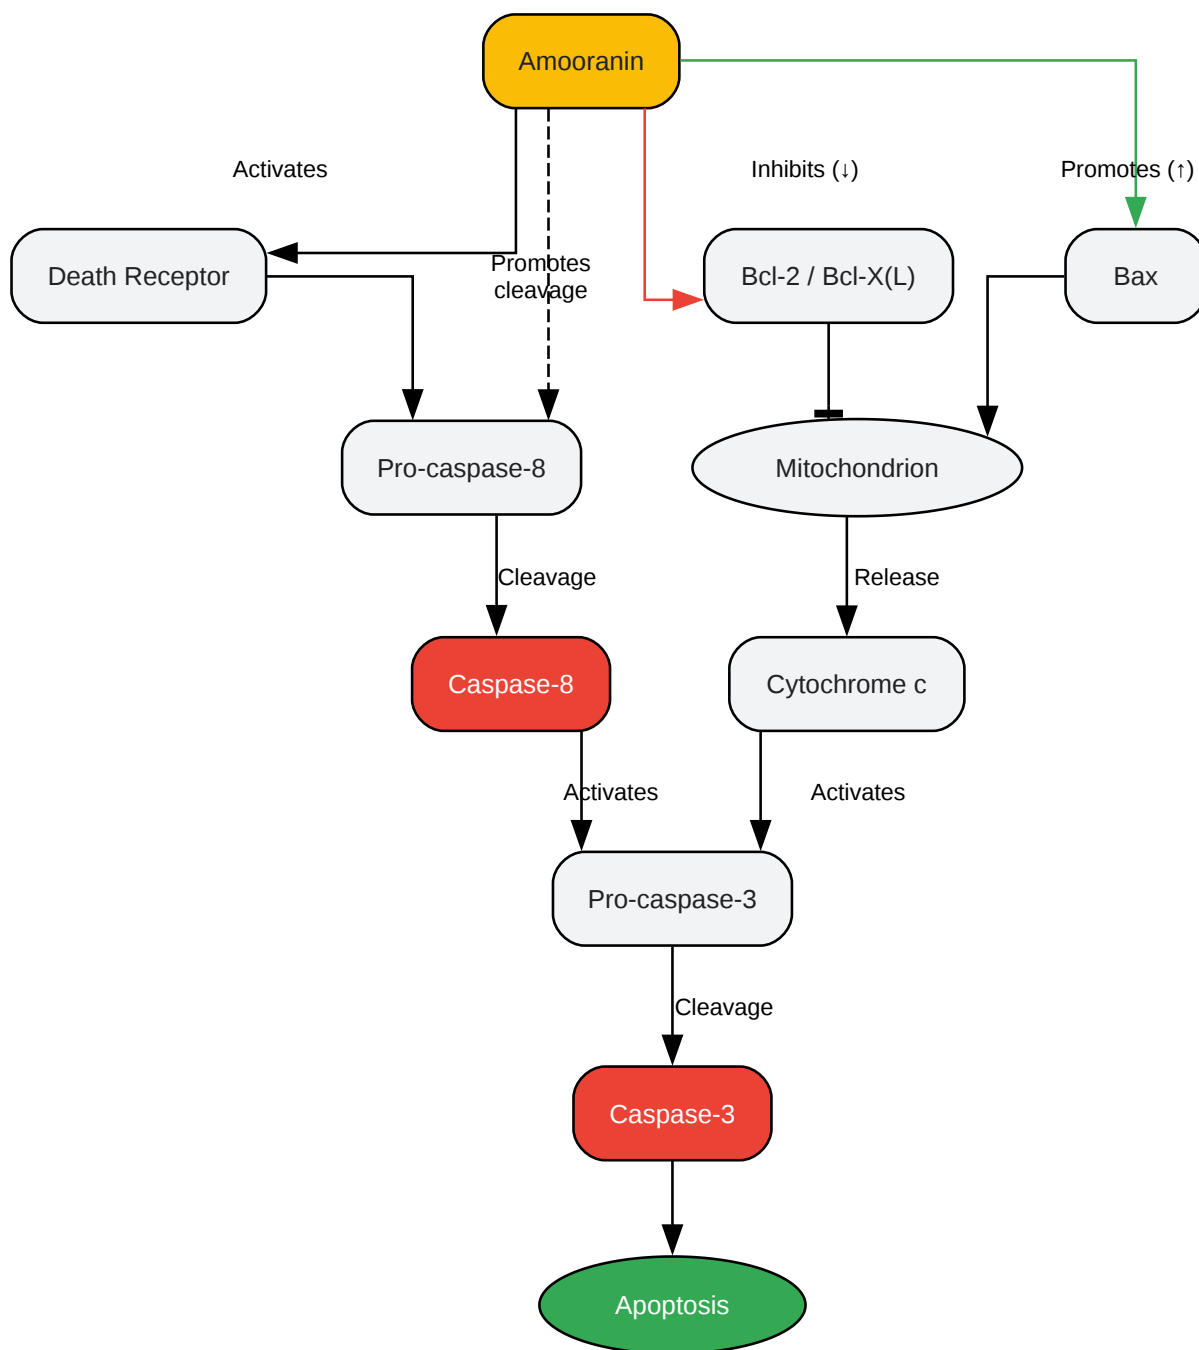 Amooranin
Activates
Inhibits (↓)
Promotes (↑)
Death Receptor
Promotes
cleavage
Bcl-2 / Bcl-X(L)
Bax
Pro-caspase-8
Mitochondrion
Cleavage
Release
Caspase-8
Cytochrome c
Activates
Activates
Pro-caspase-3
Cleavage
Caspase-3
Apoptosis